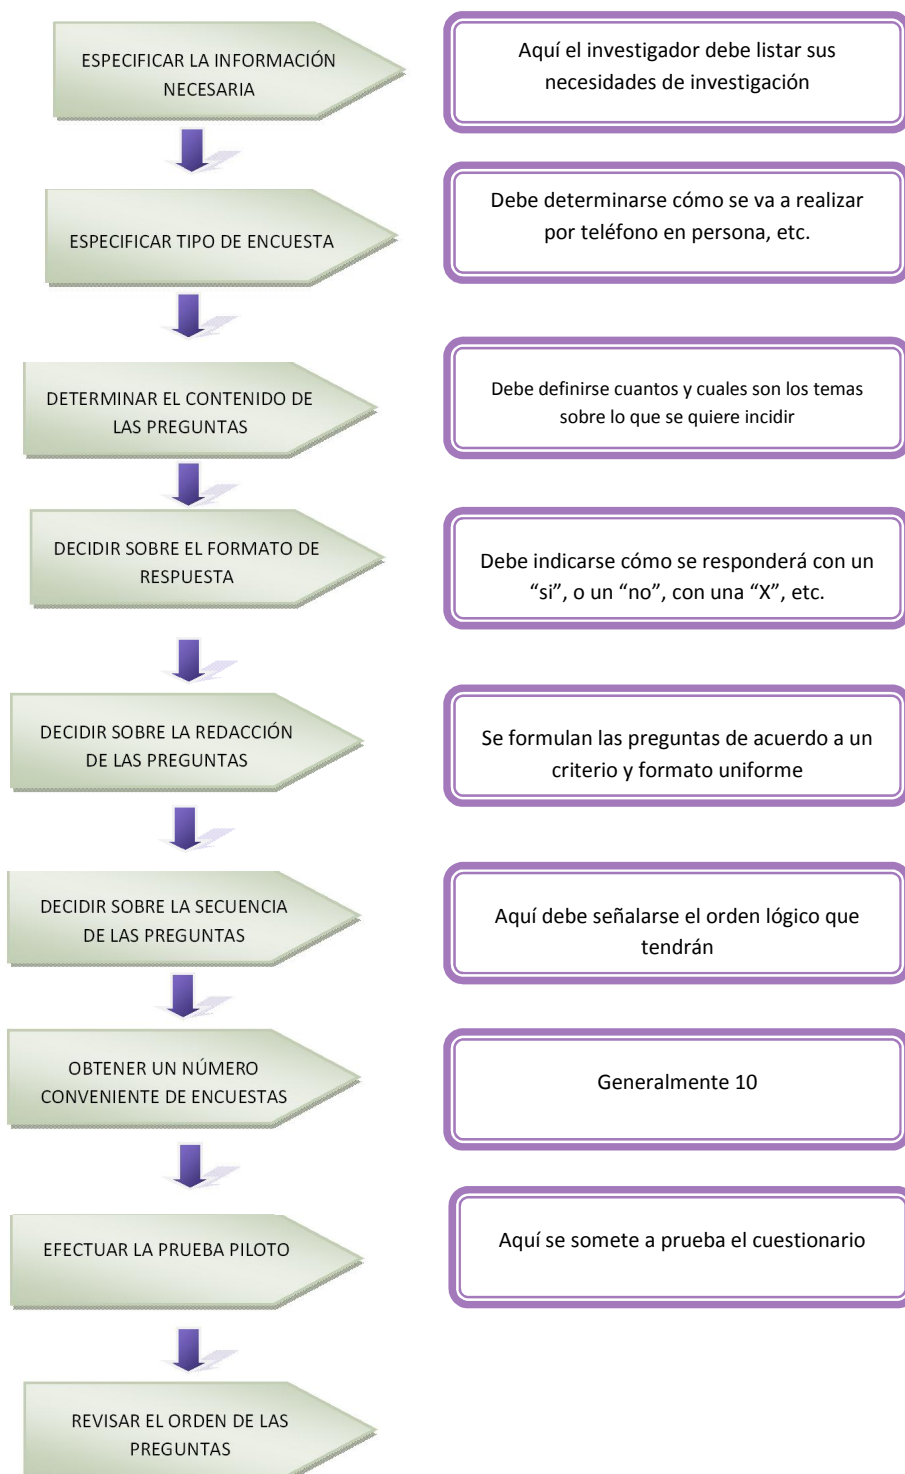 ESPECIFICAR LA INFORMACIÓN
NECESARIA
Aquí el investigador debe listar sus
necesidades de investigación
ESPECIFICAR TIPO DE ENCUESTA
Debe determinarse cómo se va a realizar
por teléfono en persona, etc.
DETERMINAR EL CONTENIDO DE
LAS PREGUNTAS
Debe definirse cuantos y cuales son los temas
sobre lo que se quiere incidir
DECIDIR SOBRE EL FORMATO DE
RESPUESTA
Debe indicarse cómo se responderá con un
“si”, o un “no”, con una “X”, etc.
DECIDIR SOBRE LA REDACCIÓN
DE LAS PREGUNTAS
Se formulan las preguntas de acuerdo a un
criterio y formato uniforme
DECIDIR SOBRE LA SECUENCIA
DE LAS PREGUNTAS
Aquí debe señalarse el orden lógico que
tendrán
OBTENER UN NÚMERO
CONVENIENTE DE ENCUESTAS
Generalmente 10
EFECTUAR LA PRUEBA PILOTO
Aquí se somete a prueba el cuestionario
REVISAR EL ORDEN DE LAS
PREGUNTAS